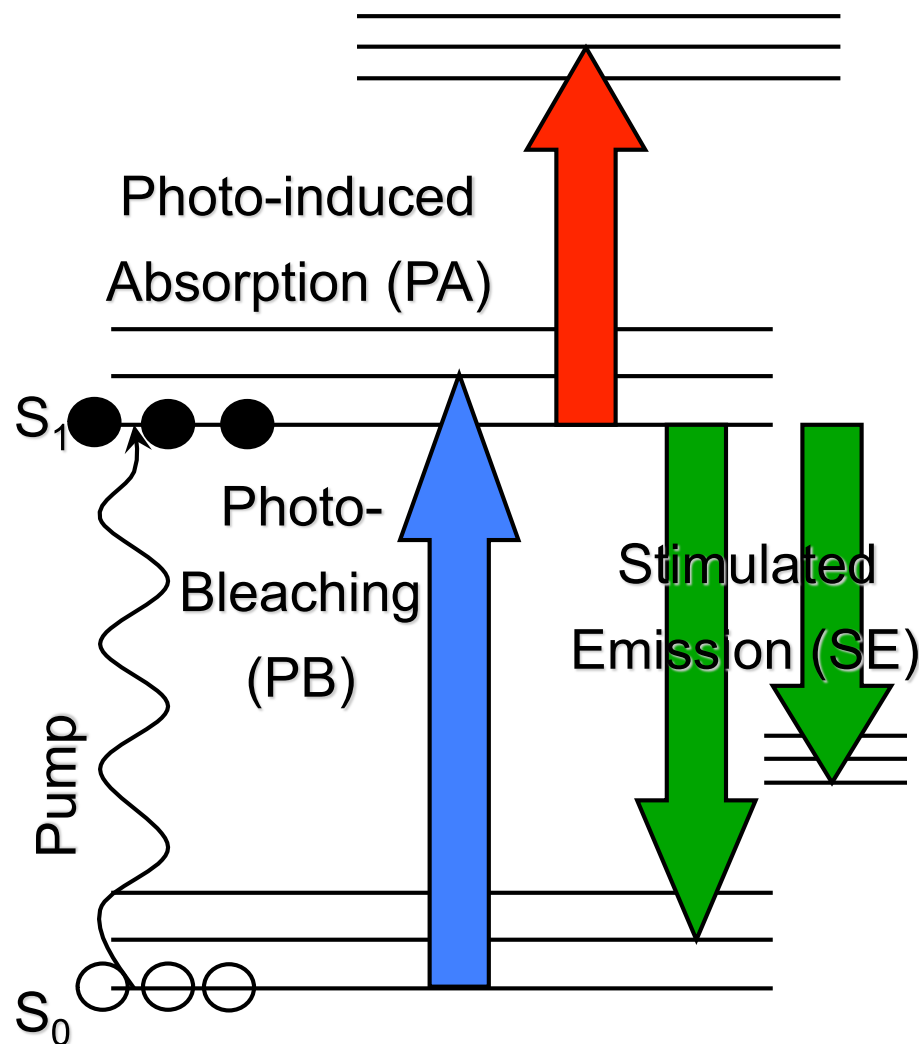 Photo-induced
Absorption (PA)
S₁
Photo-
Bleaching
(PB)
Stimulated
Emission (SE)
Pump
S₀